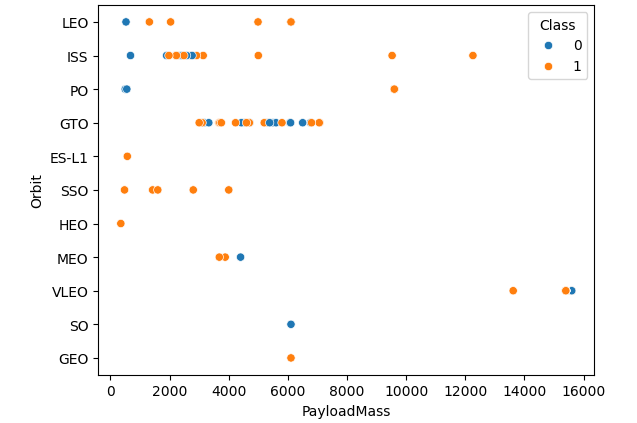 LEO
ISS
PO
GTO
ES-L1
SSO
HEO
MEO
VLEO
SO
GEO
Orbit
Class
0
1
0 2000 4000 6000 8000 10000 12000 14000 16000
PayloadMass